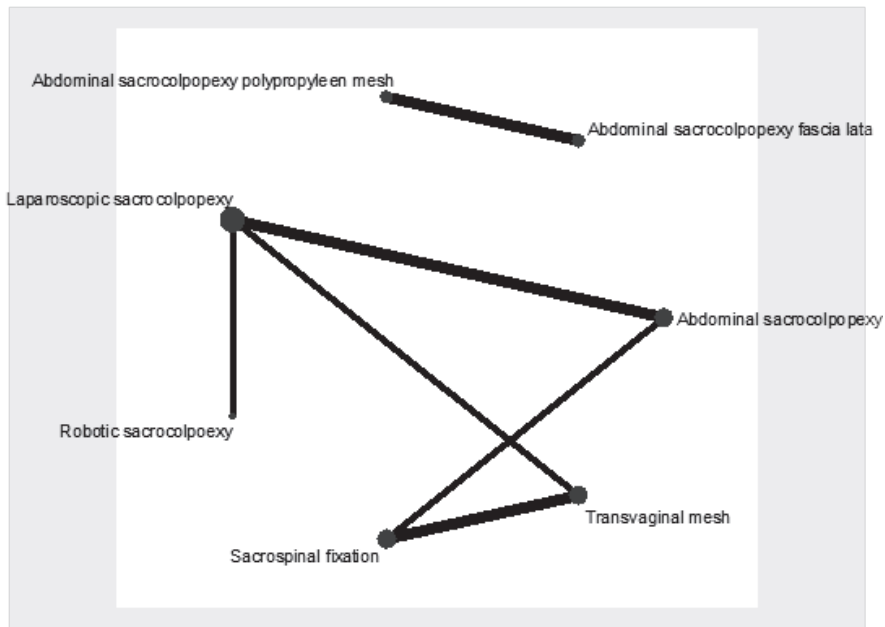 Abdominal sacrocolpopexy polypropyleen mesh
Abdominal sacrocolpopexy fascia lata
Laparoscopic sacrocolpopexy
Abdominal sacrocolpopexy
Robotic sacrocolpoexy
Transvaginal mesh
Sacrospinal fixation